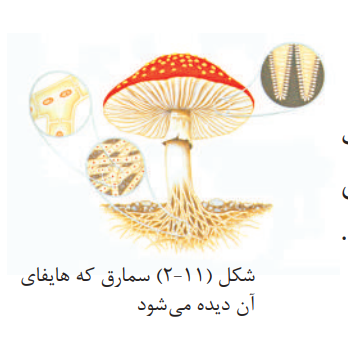 شکل (۱۱-۲) سمارق که هایفای
آن دیده می‌شود